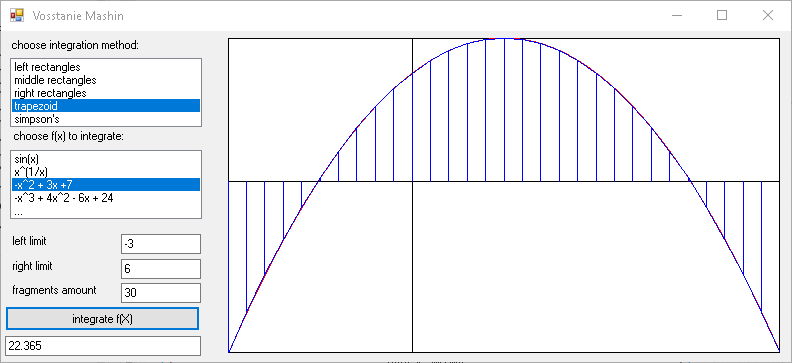 Vosstanie Mashin
choose integration method:
left rectangles
middle rectangles
right rectangles
trapezoid
simpson's
choose f(x) to integrate:
sin(x)
x^(1/x)
-x^2 + 3x +7
-x^3 + 4x^2 - 6x + 24
...
left limit
-3
right limit
6
fragments amount
30
integrate f(X)
22.365